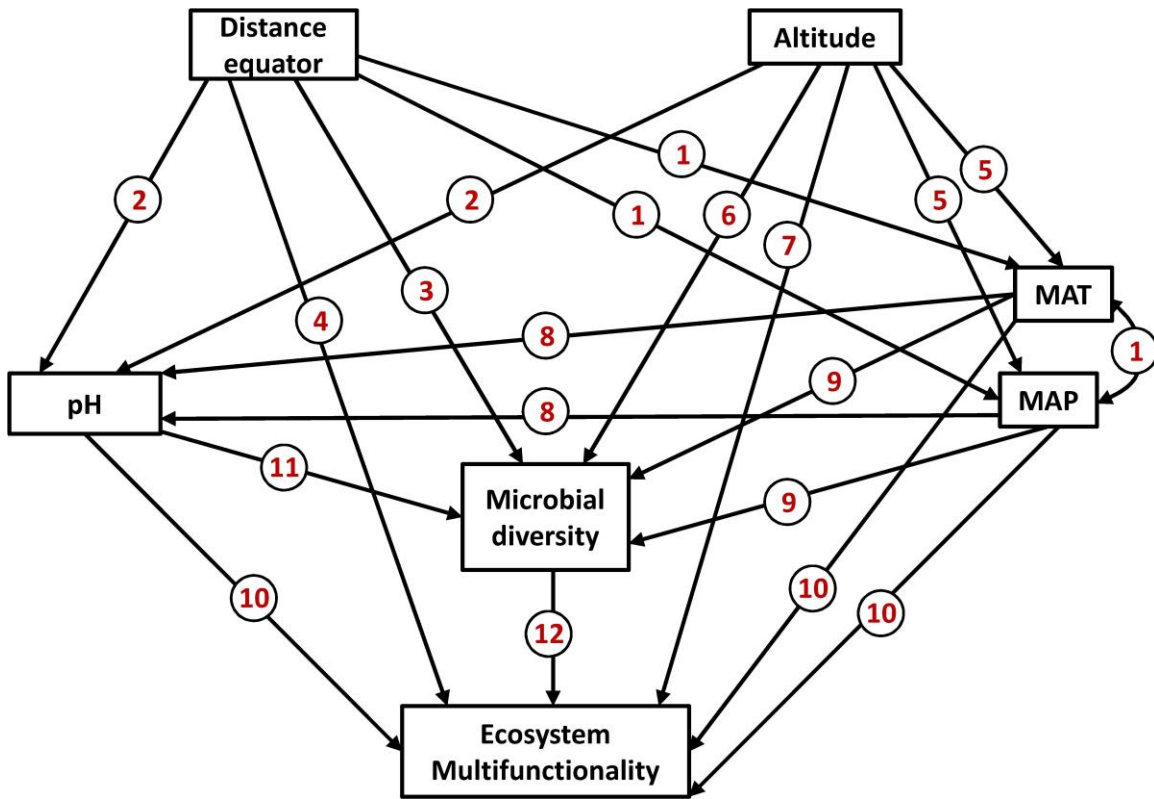 Distance
equator
Altitude
1
5
2
2
5
1
6
7
3
MAT
4
8
1
9
pH
8
MAP
11
Microbial
diversity
9
10
10
10
12
Ecosystem
Multifunctionality